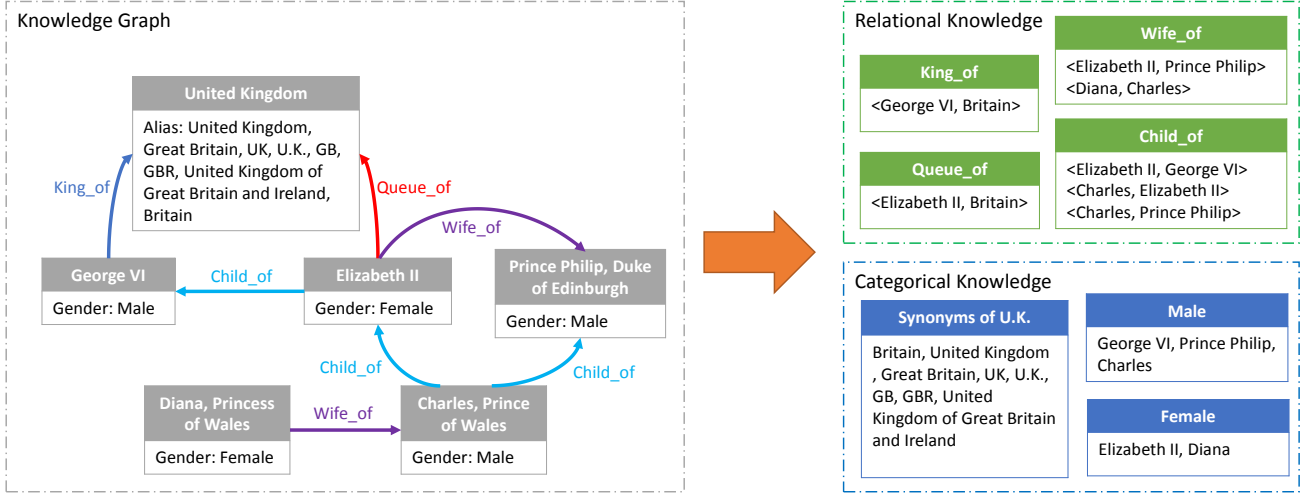 Knowledge Graph
United Kingdom
Alias: United Kingdom,
Great Britain, UK, U.K., GB,
GBR, United Kingdom of
Great Britain and Ireland,
Britain
King_of
Queue_of
Wife_of
George VI
Gender: Male
Child_of
Elizabeth II
Gender: Female
Prince Philip, Duke
of Edinburgh
Gender: Male
Child_of
Child_of
Diana, Princess
of Wales
Gender: Female
Wife_of
Charles, Prince
of Wales
Gender: Male
Relational Knowledge
King_of
<George VI, Britain>
Queue_of
<Elizabeth II, Britain>
Wife_of
<Elizabeth II, Prince Philip>
<Diana, Charles>
Child_of
<Elizabeth II, George VI>
<Charles, Elizabeth II>
<Charles, Prince Philip>
Categorical Knowledge
Synonyms of U.K.
Britain, United Kingdom
, Great Britain, UK, U.K.,
GB, GBR, United
Kingdom of Great Britain
and Ireland
Male
George VI, Prince Philip,
Charles
Female
Elizabeth II, Diana